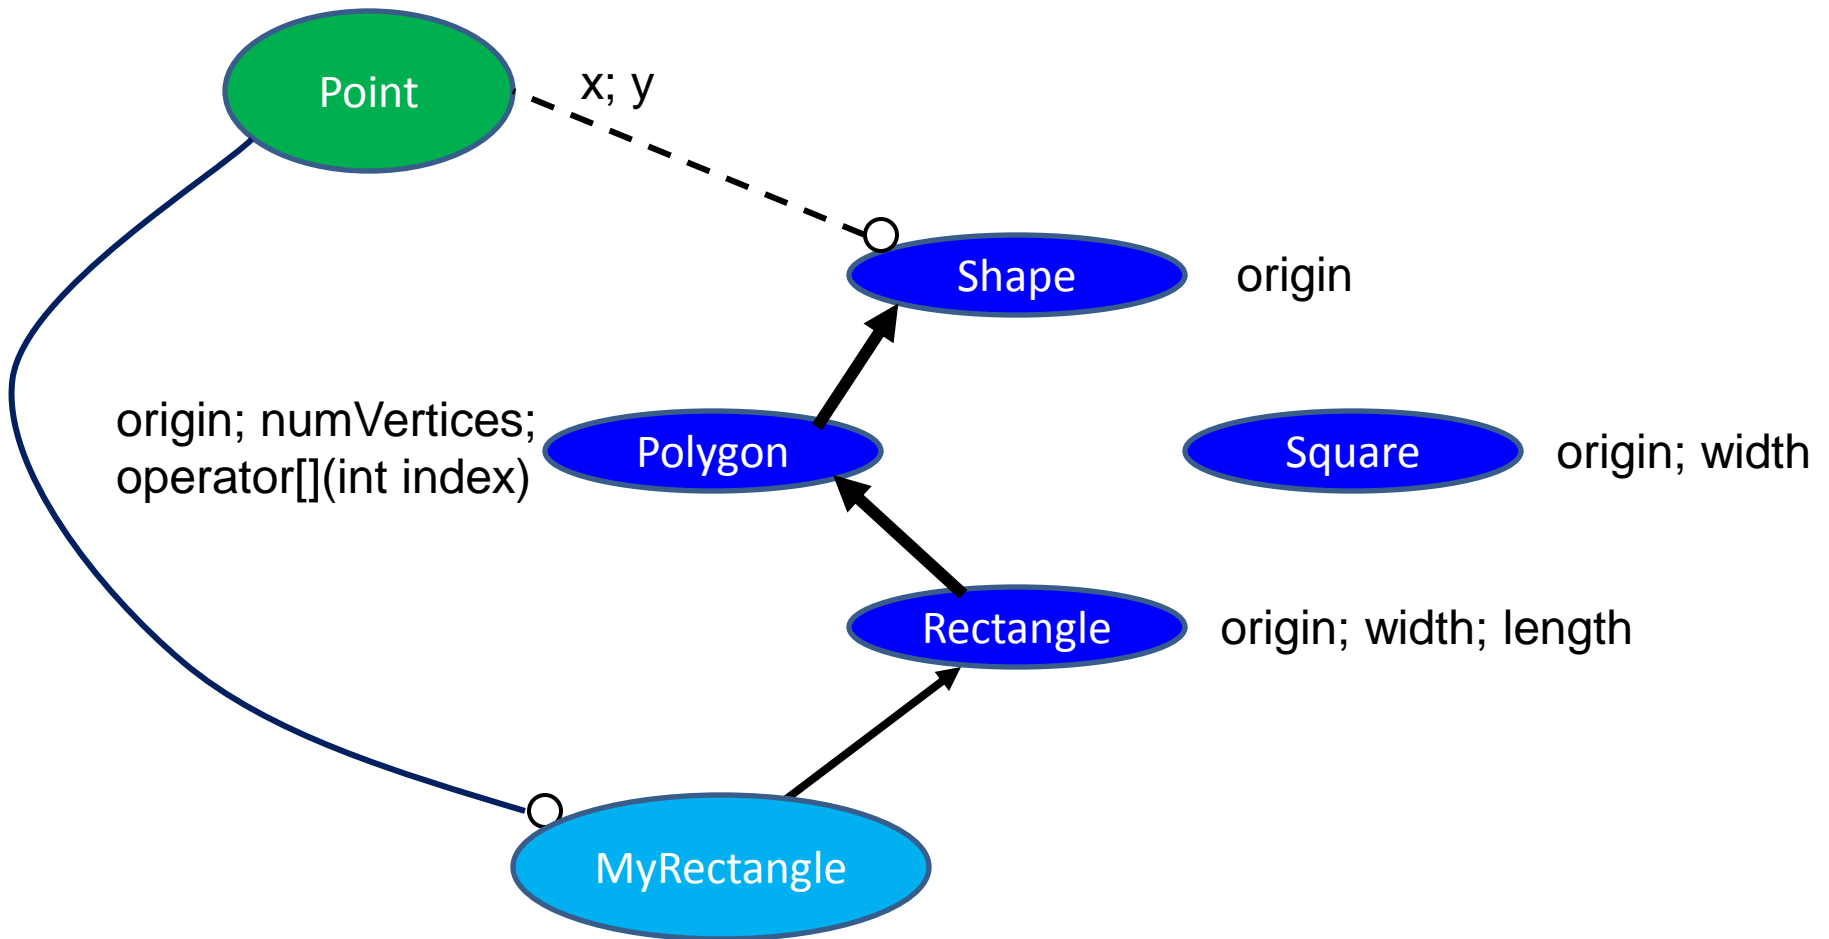 Point
x; y
Shape
origin
origin; numVertices;
operator[](int index)
Polygon
Square
origin; width
Rectangle
origin; width; length
MyRectangle